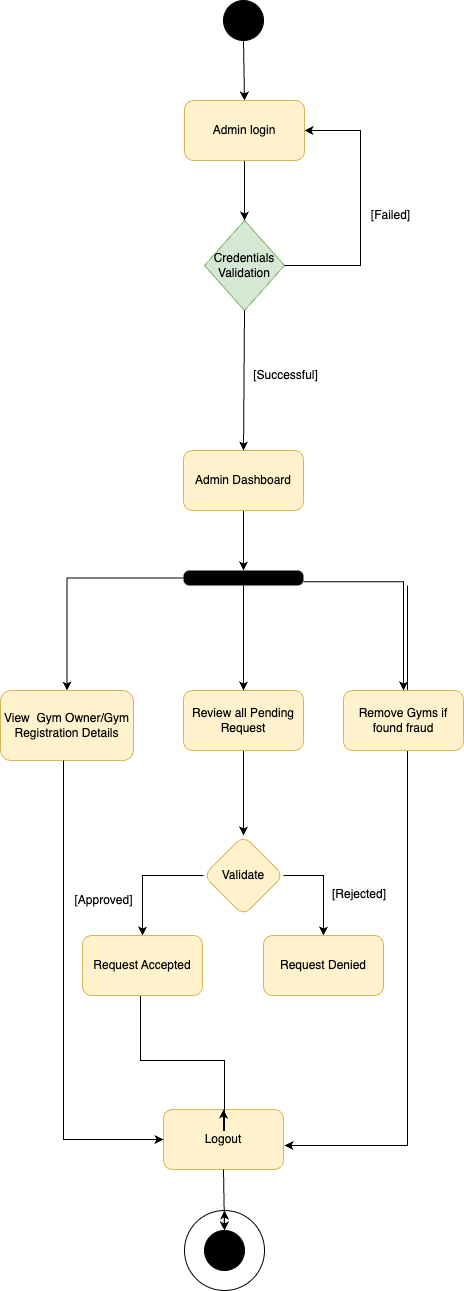 Admin login
[Failed]
Credentials
Validation
[Successful]
Admin Dashboard
View  Gym Owner/Gym
Registration Details
Review all Pending
Request
Remove Gyms if
found fraud
Validate
[Approved]
[Rejected]
Request Accepted
Request Denied
Logout